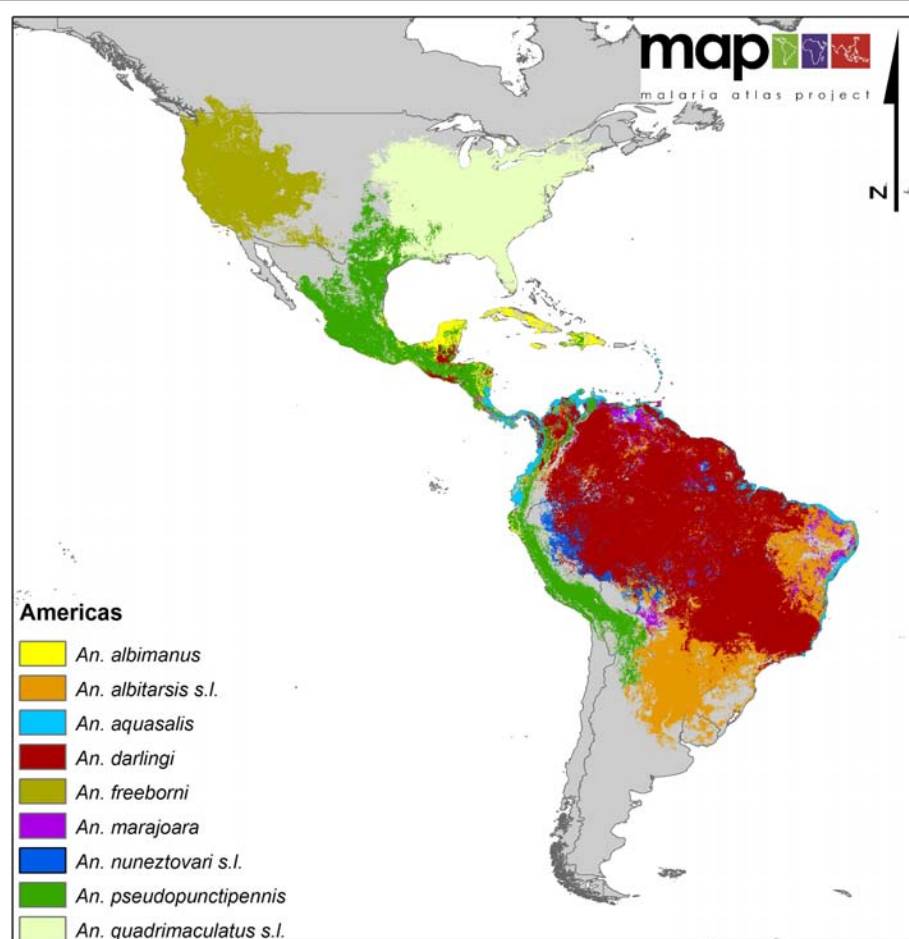 map
malaria atlas project
N
Americas
An. albimanus
An. albitarsis s.l.
An. aquasalis
An. darlingi
An. freeborni
An. marajoara
An. nuneztovari s.l.
An. pseudopunctipennis
An. quadrimaculatus s.l.